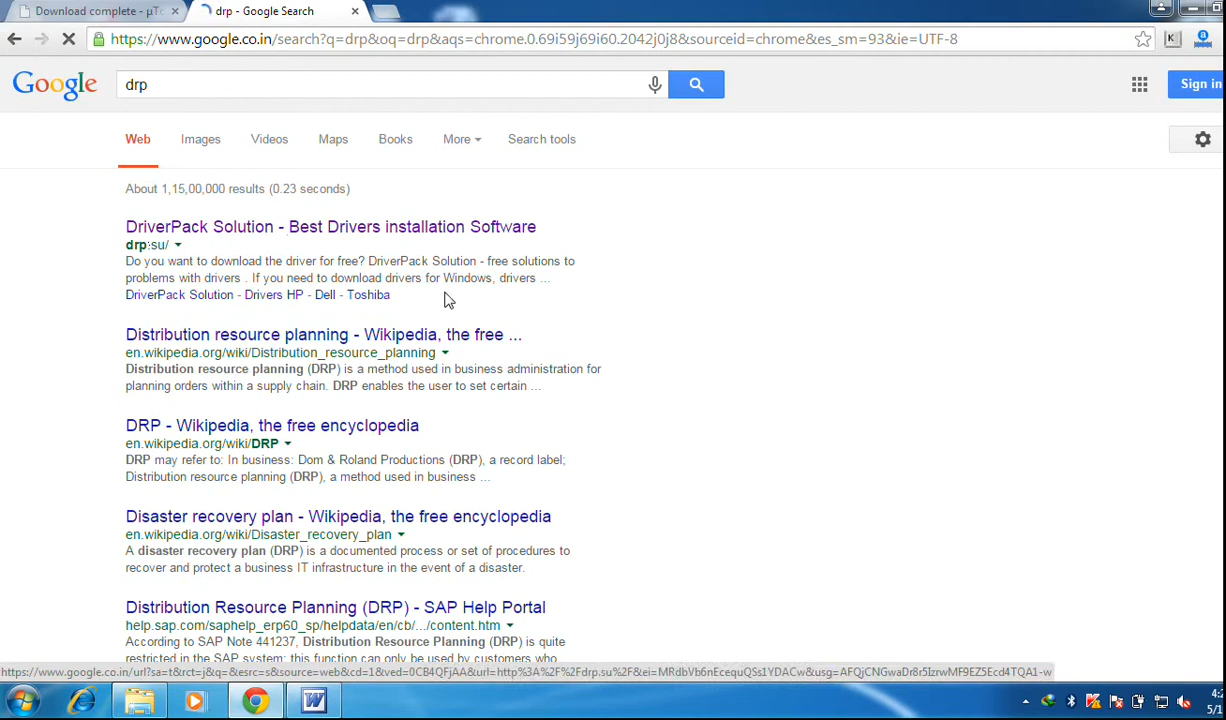 Download complete - µTo
drp - Google Search
https://www.google.co.in/search?q=drp&oq=drp&aqs=chrome.0.69i59j69i60.2042j0j8&sourceid=chrome&es_sm=93&ie=UTF-8
Google
drp
Sign in
Web Images Videos Maps Books More Search tools
About 1,15,00,000 results (0.23 seconds)
DriverPack Solution - Best Drivers installation Software
drp.su/
Do you want to download the driver for free? DriverPack Solution - free solutions to
problems with drivers . If you need to download drivers for Windows, drivers ...
DriverPack Solution - Drivers HP - Dell - Toshiba
Distribution resource planning - Wikipedia, the free ...
en.wikipedia.org/wiki/Distribution_resource_planning
Distribution resource planning (DRP) is a method used in business administration for
planning orders within a supply chain. DRP enables the user to set certain ...
DRP - Wikipedia, the free encyclopedia
en.wikipedia.org/wiki/DRP
DRP may refer to: In business: Dom & Roland Productions (DRP), a record label;
Distribution resource planning (DRP), a method used in business ...
Disaster recovery plan - Wikipedia, the free encyclopedia
en.wikipedia.org/wiki/Disaster_recovery_plan
A disaster recovery plan (DRP) is a documented process or set of procedures to
recover and protect a business IT infrastructure in the event of a disaster.
Distribution Resource Planning (DRP) - SAP Help Portal
help.sap.com/saphelp_erp60_sp/helpdata/en/cb/.../content.htm
According to SAP Note 441237, Distribution Resource Planning (DRP) is quite
restricted in the SAP system; this function can only be used by customers who
https://www.google.co.in/url?sa=t&rct=j&q=&esrc=s&source=web&cd=1&ved=0CB4QFjAA&url=http%3A%2F%2Fdrp.su%2F&ei=MRdbVb6nEcequQSs1YDACw&usg=AFQjCNGwaDr8r5IzrwMF9EZ5Ecd4TQA1-w
4:2
5/1